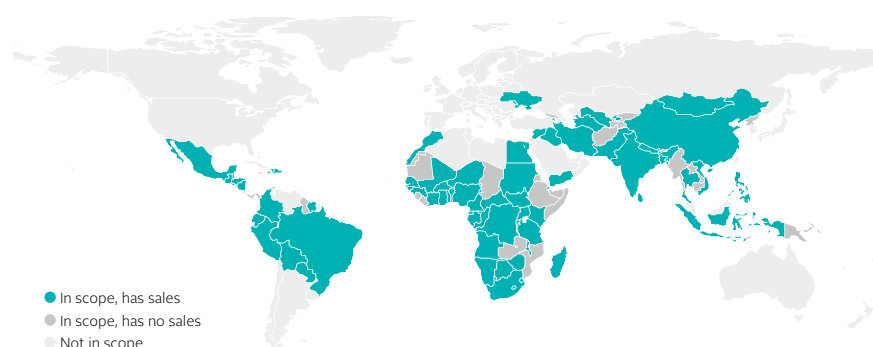 In scope, has sales
In scope, has no sales
Not in scope